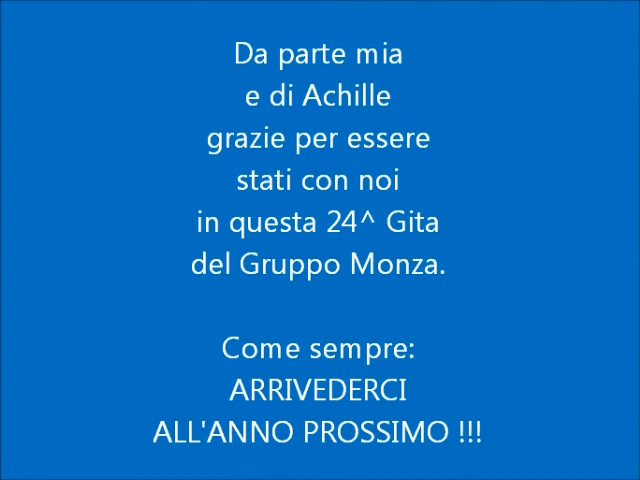 Da parte mia
e di Achille
grazie per essere
stati con noi
in questa 24^ Gita
del Gruppo Monza.
Come sempre:
ARRIVEDERCI
ALL'ANNO PROSSIMO !!!